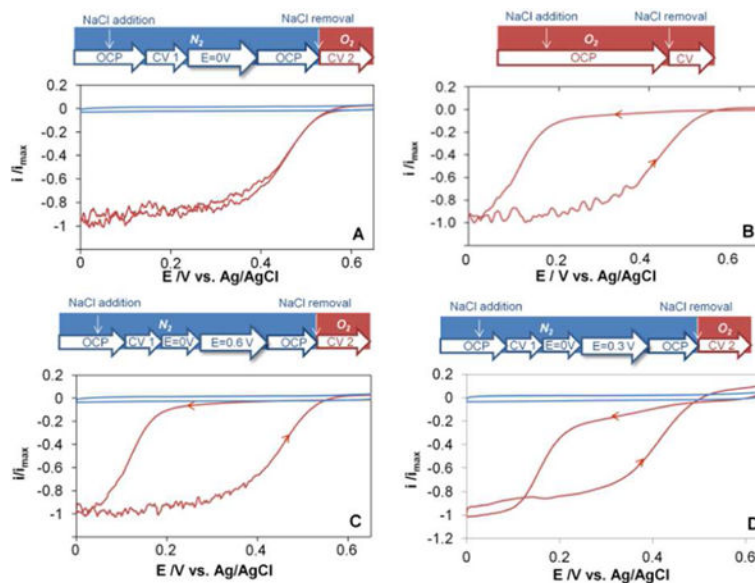 NaCl addition NaCl removal
N2 O2
OCP CV 1 E=0V OCP CV 2
0.2
0
-0.2
-0.4
-0.6
-0.8
-1
i /imax
0 0.2 0.4 0.6
A
E /V vs. Ag/AgCl
NaCl addition NaCl removal
O2
OCP CV
0.2
0
-0.2
-0.4
-0.6
-0.8
-1.0
i /imax
0 0.2 0.4 0.6
B
E / V vs. Ag/AgCl
NaCl addition NaCl removal
N2 O2
OCP CV 1 E=0V E=0.6 V OCP CV 2
0.2
0
-0.2
-0.4
-0.6
-0.8
-1
i/imax
0 0.2 0.4 0.6
C
E /V vs. Ag/AgCl
NaCl addition NaCl removal
N2 O2
OCP CV 1 E=0V E=0.3 V OCP CV 2
0.2
0
-0.2
-0.4
-0.6
-0.8
-1
-1.2
i/imax
0 0.2 0.4 0.6
D
E /V vs. Ag/AgCl